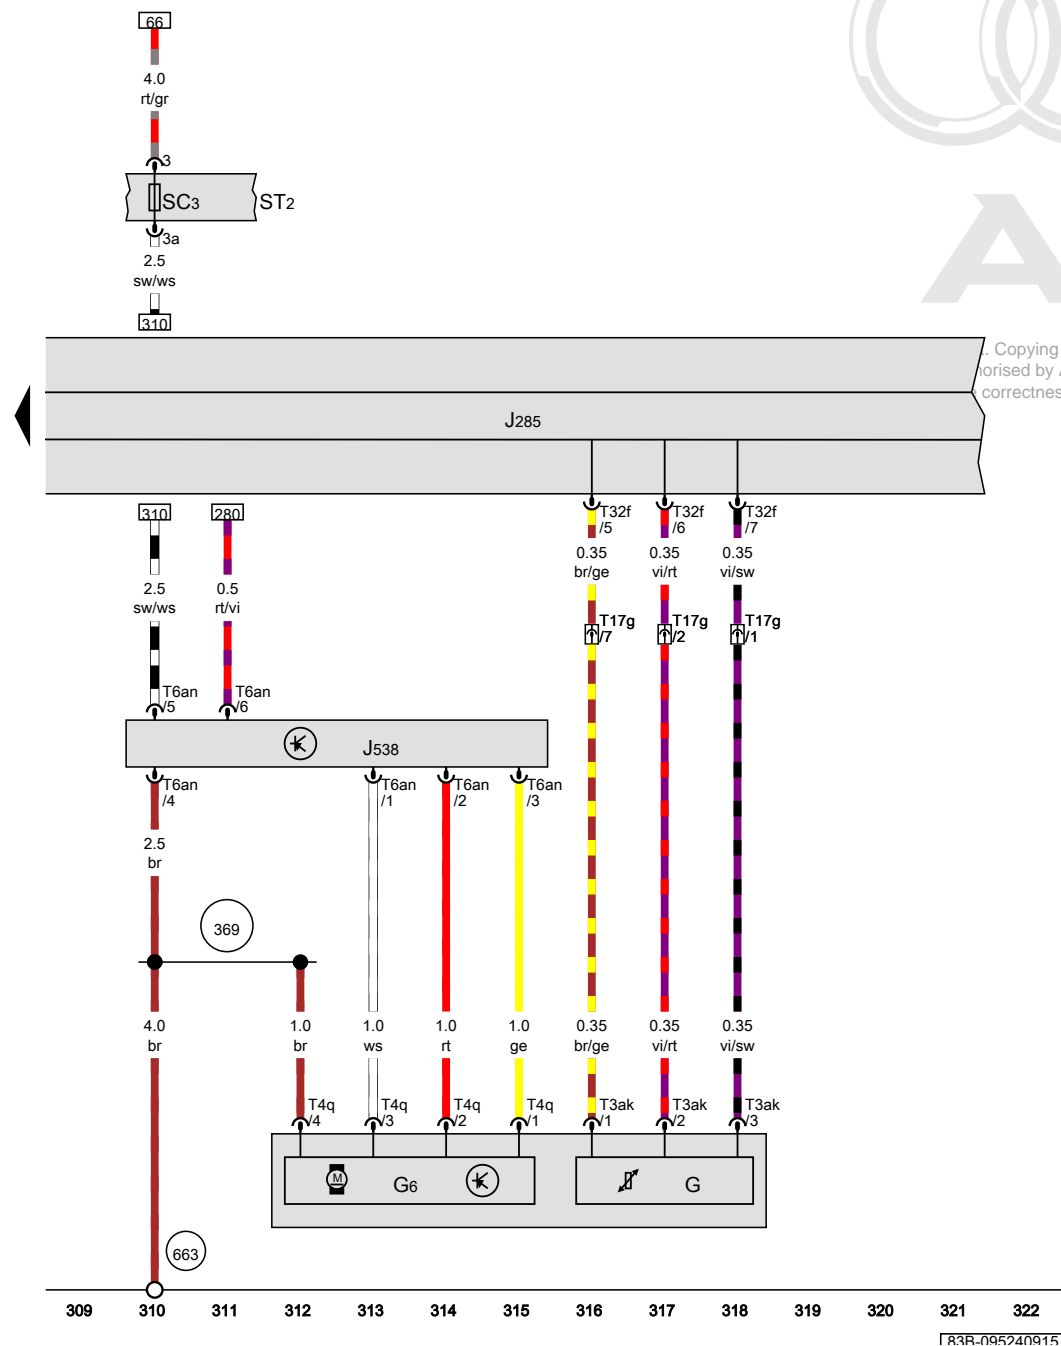 66
4.0
rt/gr
3
SC3
ST2
3a
2.5
sw/ws
310
. Copying
horised by A
correctnes
J285
310
280
T32f
/5
T32f
/6
T32f
/7
2.5
sw/ws
0.5
rt/vi
0.35
br/ge
0.35
vi/rt
0.35
vi/sw
T17g
/7
T17g
/2
T17g
/1
T6an
/5
T6an
/6
J538
T6an
/4
T6an
/1
T6an
/2
T6an
/3
2.5
br
369
4.0
br
1.0
br
1.0
ws
1.0
rt
1.0
ge
0.35
br/ge
0.35
vi/rt
0.35
vi/sw
T4q
/4
T4q
/3
T4q
/2
T4q
/1
T3ak
/1
T3ak
/2
T3ak
/3
M
G6
G
663
309 310 311 312 313 314 315 316 317 318 319 320 321 322
83B-095240915